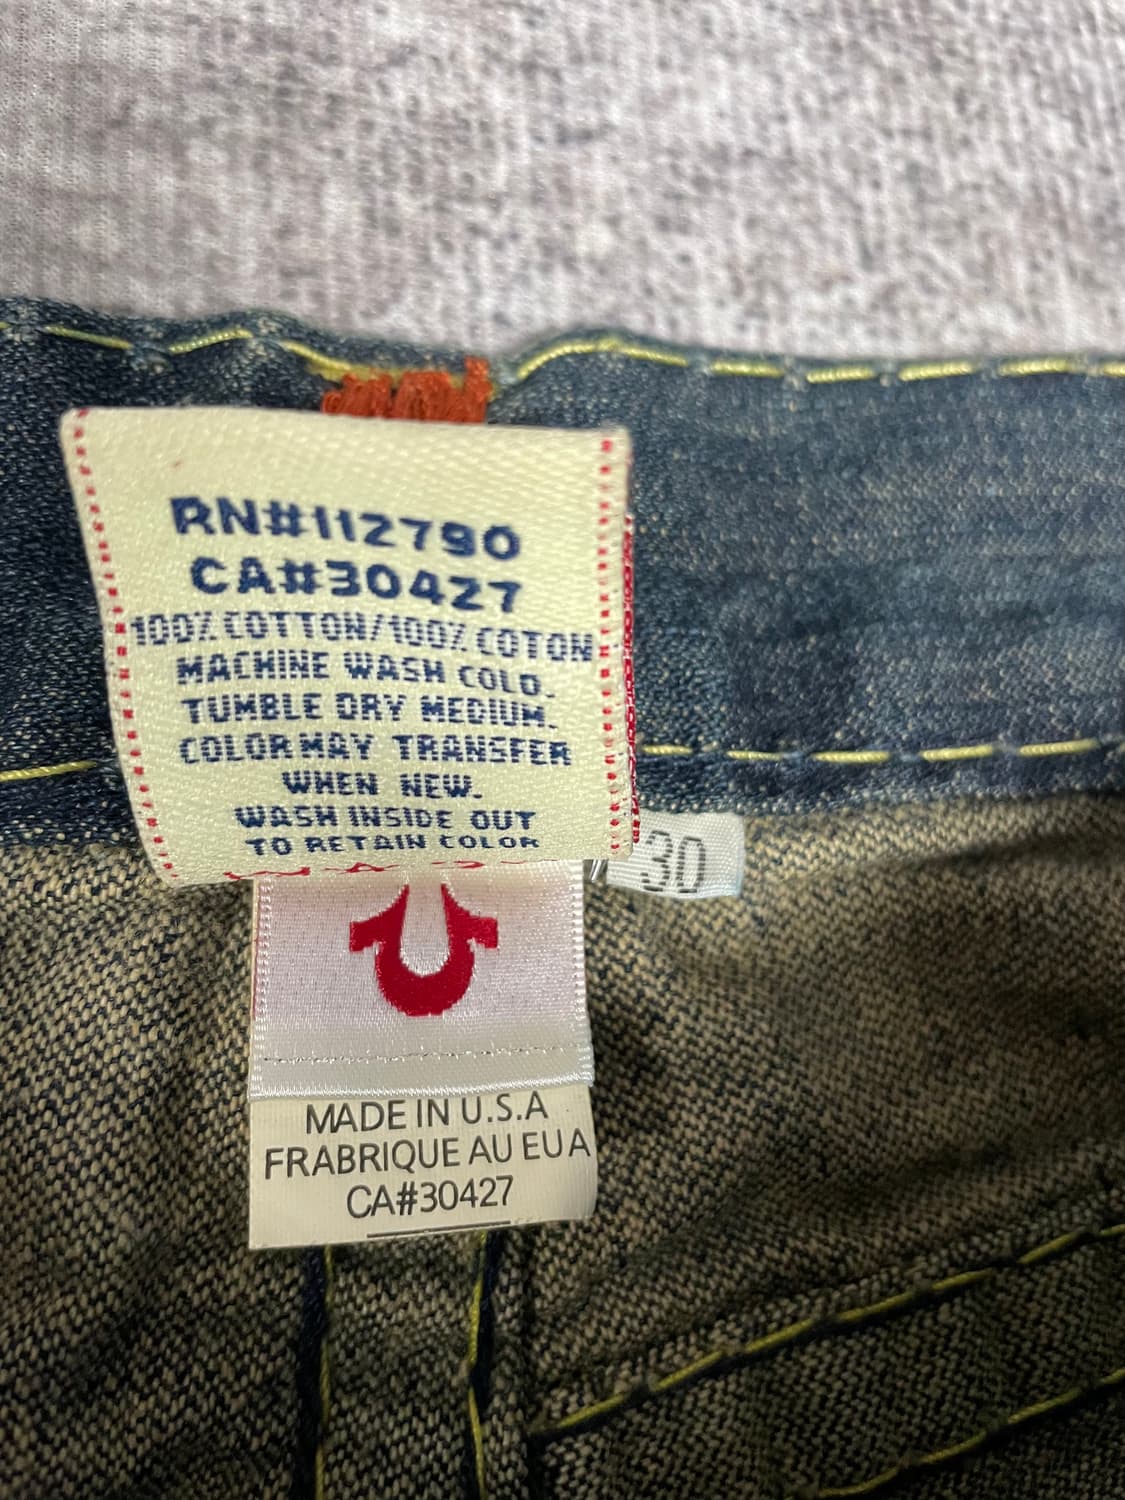 RN#112790
CA#30427
100% COTTON/100% COTON
MACHINE WASH COLD.
TUMBLE DRY MEDIUM.
COLOR MAY TRANSFER
WHEN NEW.
WASH INSIDE OUT
TO RETAIN COLOR
30
MADE IN U.S.A
FRABRIQUE AU EUA
CA#30427